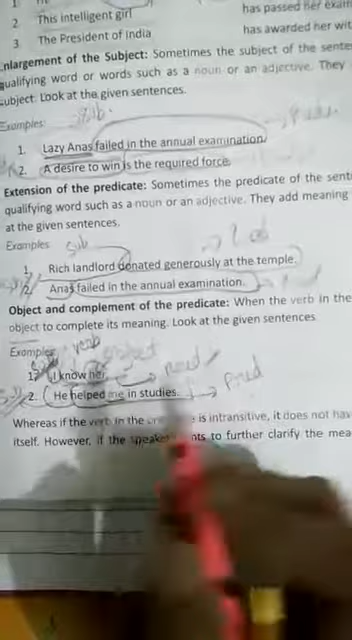 2 This intelligent girl has passed her exam
3. The President of India has awarded her wit
nlargement of the Subject: Sometimes the subject of the sente
qualifying word or words such as a noun or an adjective. They
ubject. Look at the given sentences.
Examples:
1. Lazy Anas failed in the annual examination.
2. A desire to win is the required force.
Extension of the predicate: Sometimes the predicate of the sent
qualifying word such as a noun or an adjective. They add meaning
at the given sentences.
Examples Sub
1. Rich landlord donated generously at the temple.
2. Anas failed in the annual examination.
Object and complement of the predicate: When the verb in the
object to complete its meaning. Look at the given sentences
Examples verb
object
1. I know her
2. He helped me in studies. pred
Whereas if the verb in the is intransitive, it does not hav
itself. However, if the speaker to further clarify the mea